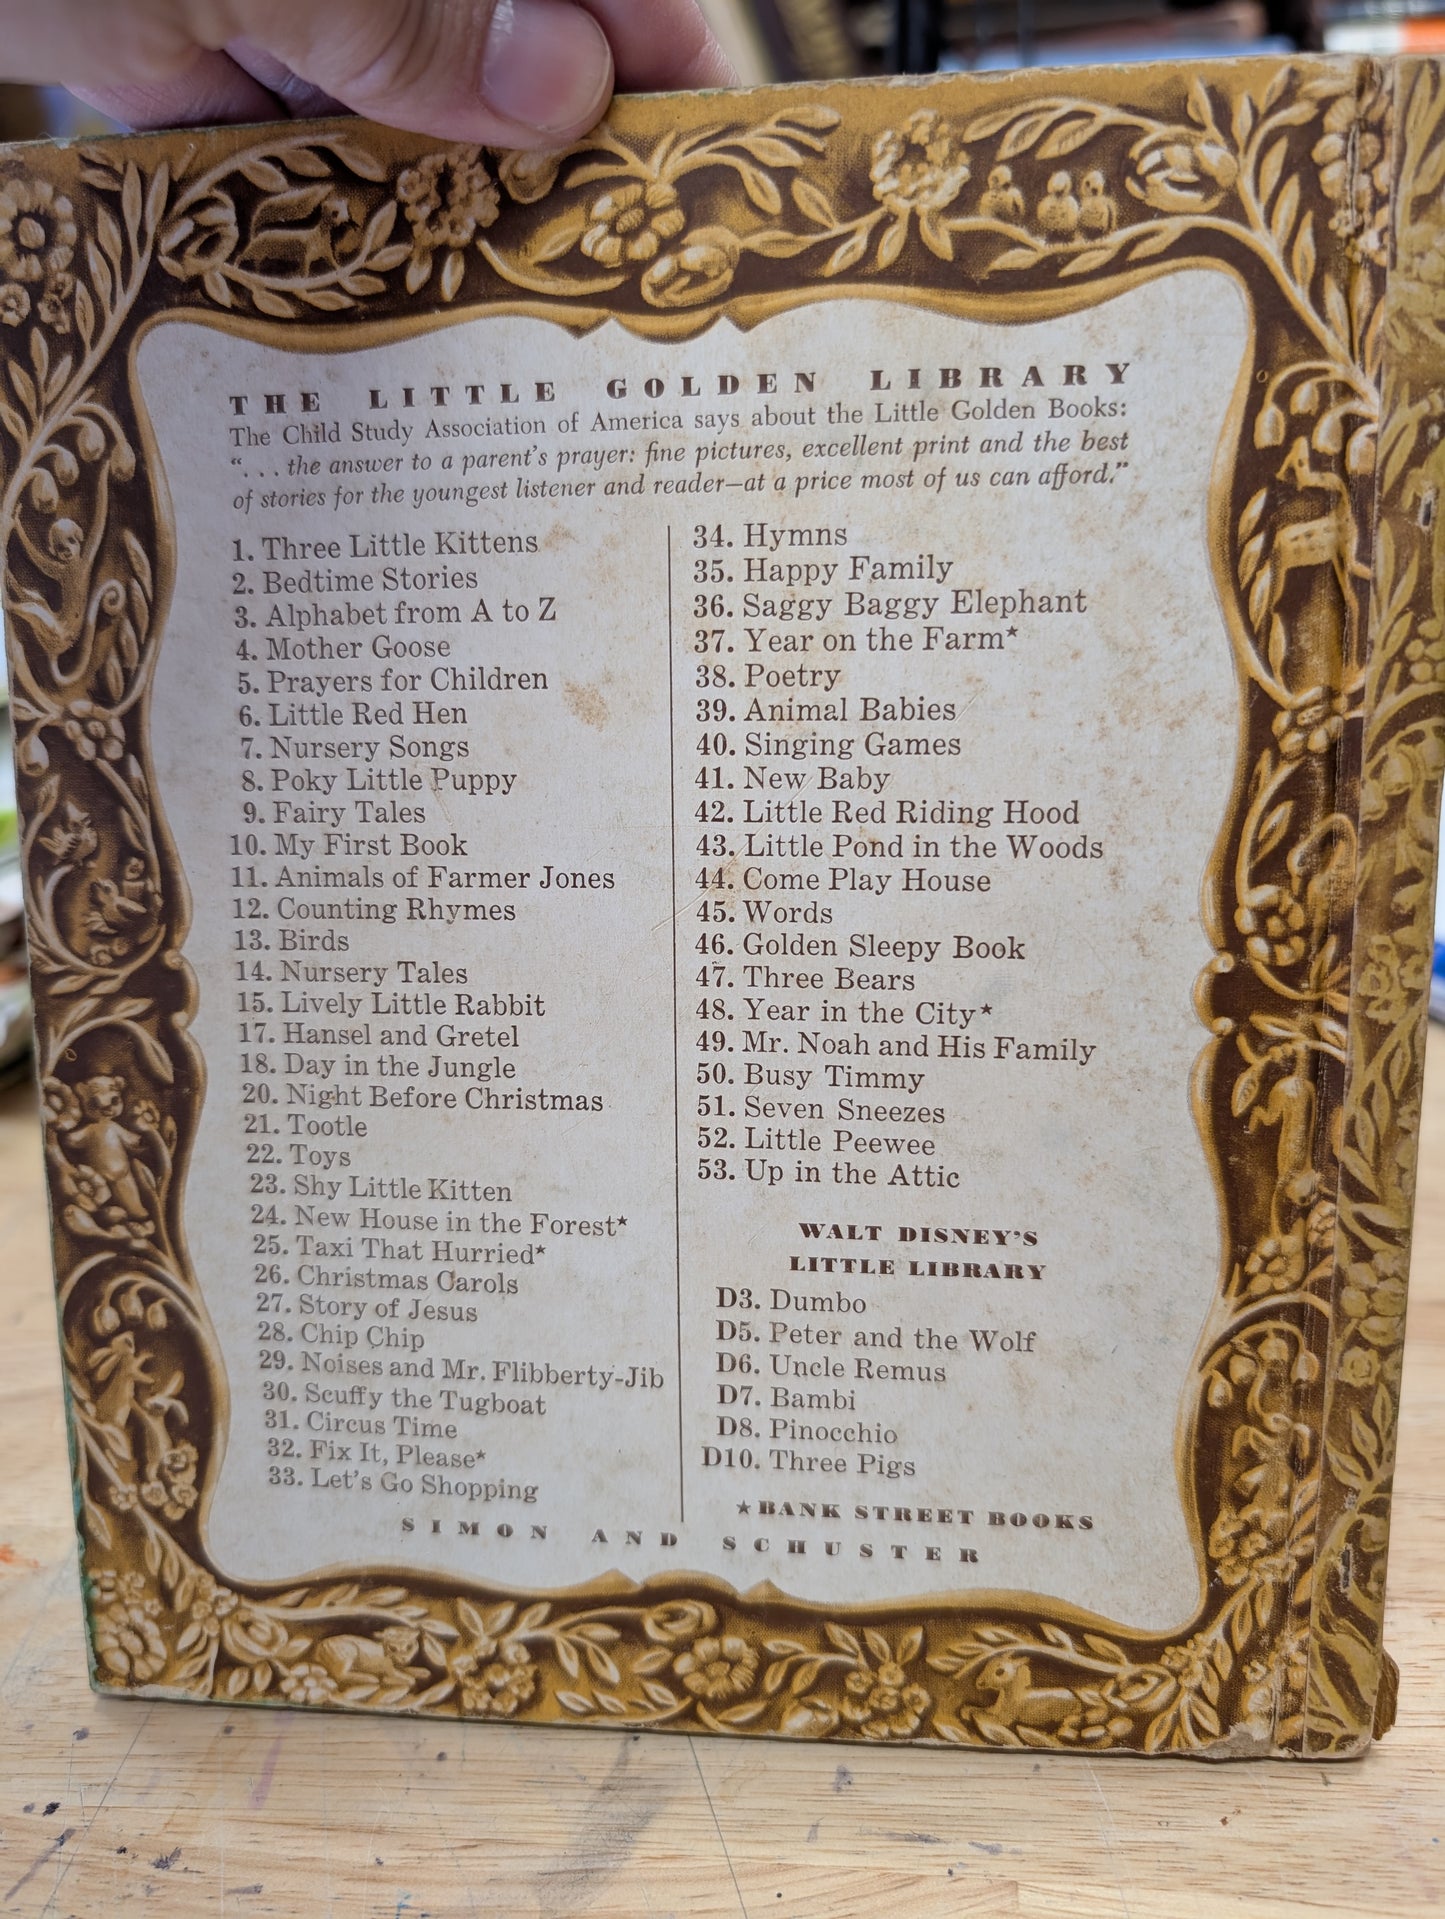 THE LITTLE GOLDEN LIBRARY
The Child Study Association of America says about the Little Golden Books:
“. . . the answer to a parent's prayer: fine pictures, excellent print and the best
of stories for the youngest listener and reader—at a price most of us can afford.”
1. Three Little Kittens
2. Bedtime Stories
3. Alphabet from A to Z
4. Mother Goose
5. Prayers for Children
6. Little Red Hen
7. Nursery Songs
8. Poky Little Puppy
9. Fairy Tales
10. My First Book
11. Animals of Farmer Jones
12. Counting Rhymes
13. Birds
14. Nursery Tales
15. Lively Little Rabbit
17. Hansel and Gretel
18. Day in the Jungle
20. Night Before Christmas
21. Tootle
22. Toys
23. Shy Little Kitten
24. New House in the Forest★
25. Taxi That Hurried★
26. Christmas Carols
27. Story of Jesus
28. Chip Chip
29. Noises and Mr. Flibberty-Jib
30. Scuffy the Tugboat
31. Circus Time
32. Fix It, Please★
33. Let's Go Shopping
34. Hymns
35. Happy Family
36. Saggy Baggy Elephant
37. Year on the Farm★
38. Poetry
39. Animal Babies
40. Singing Games
41. New Baby
42. Little Red Riding Hood
43. Little Pond in the Woods
44. Come Play House
45. Words
46. Golden Sleepy Book
47. Three Bears
48. Year in the City★
49. Mr. Noah and His Family
50. Busy Timmy
51. Seven Sneezes
52. Little Peewee
53. Up in the Attic
WALT DISNEY'S
LITTLE LIBRARY
D3. Dumbo
D5. Peter and the Wolf
D6. Uncle Remus
D7. Bambi
D8. Pinocchio
D10. Three Pigs
★BANK STREET BOOKS
SIMON AND SCHUSTER